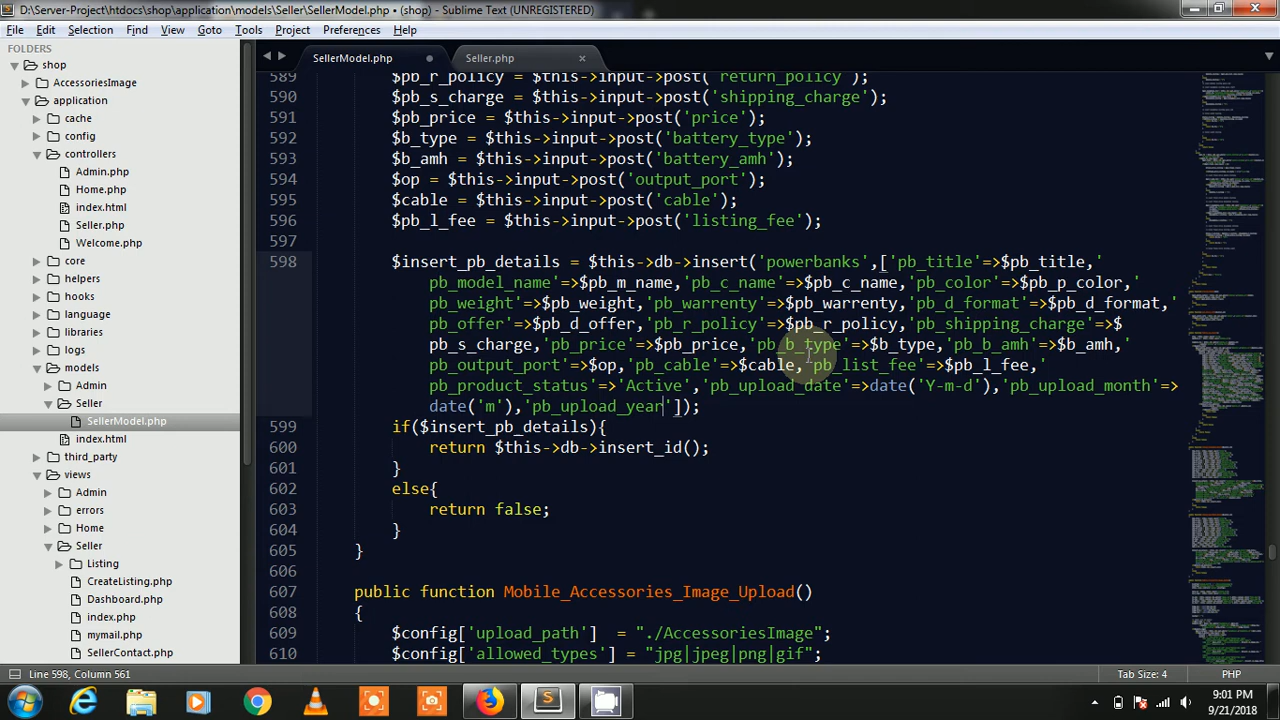 D:\Server-Project\htdocs\shop\application\models\Seller\SellerModel.php • (shop) - Sublime Text (UNREGISTERED)
File Edit Selection Find View Goto Tools Project Preferences Help
FOLDERS
shop
AccessoriesImage
application
cache
config
controllers
Admin.php
Home.php
index.html
Seller.php
Welcome.php
core
helpers
hooks
language
libraries
logs
models
Admin
Seller
SellerModel.php
index.html
third_party
views
Admin
errors
Home
Seller
Listing
CreateListing.php
Dashboard.php
index.php
mymail.php
SellerContact.php
SellerModel.php
Seller.php
589 $pb_r_policy = $this->input->post('return_policy');
590 $pb_s_charge = $this->input->post('shipping_charge');
591 $pb_price = $this->input->post('price');
592 $b_type = $this->input->post('battery_type');
593 $b_amh = $this->input->post('battery_amh');
594 $op = $this->input->post('output_port');
595 $cable = $this->input->post('cable');
596 $pb_l_fee = $this->input->post('listing_fee');
597
598 $insert_pb_details = $this->db->insert('powerbanks',['pb_title'=>$pb_title,'
pb_model_name'=>$pb_m_name,'pb_c_name'=>$pb_c_name,'pb_color'=>$pb_p_color,'
pb_weight'=>$pb_weight,'pb_warrenty'=>$pb_warrenty,'pb_d_format'=>$pb_d_format,'
pb_offer'=>$pb_d_offer,'pb_r_policy'=>$pb_r_policy,'pb_shipping_charge'=>$
pb_s_charge,'pb_price'=>$pb_price,'pb_b_type'=>$b_type,'pb_b_amh'=>$b_amh,'
pb_output_port'=>$op,'pb_cable'=>$cable,'pb_list_fee'=>$pb_l_fee,'
pb_product_status'=>'Active','pb_upload_date'=>date('Y-m-d'),'pb_upload_month'=>
date('m'),'pb_upload_year']);
599 if($insert_pb_details){
600 return $this->db->insert_id();
601 }
602 else{
603 return false;
604 }
605 }
606
607 public function File_Accessories_Image_Upload()
608 {
609 $config['upload_path'] = "./AccessoriesImage";
610 $config['allowed_types'] = "jpg|jpeg|png|gif";
Line 598, Column 561
Tab Size: 4
PHP
9:01 PM
9/21/2018